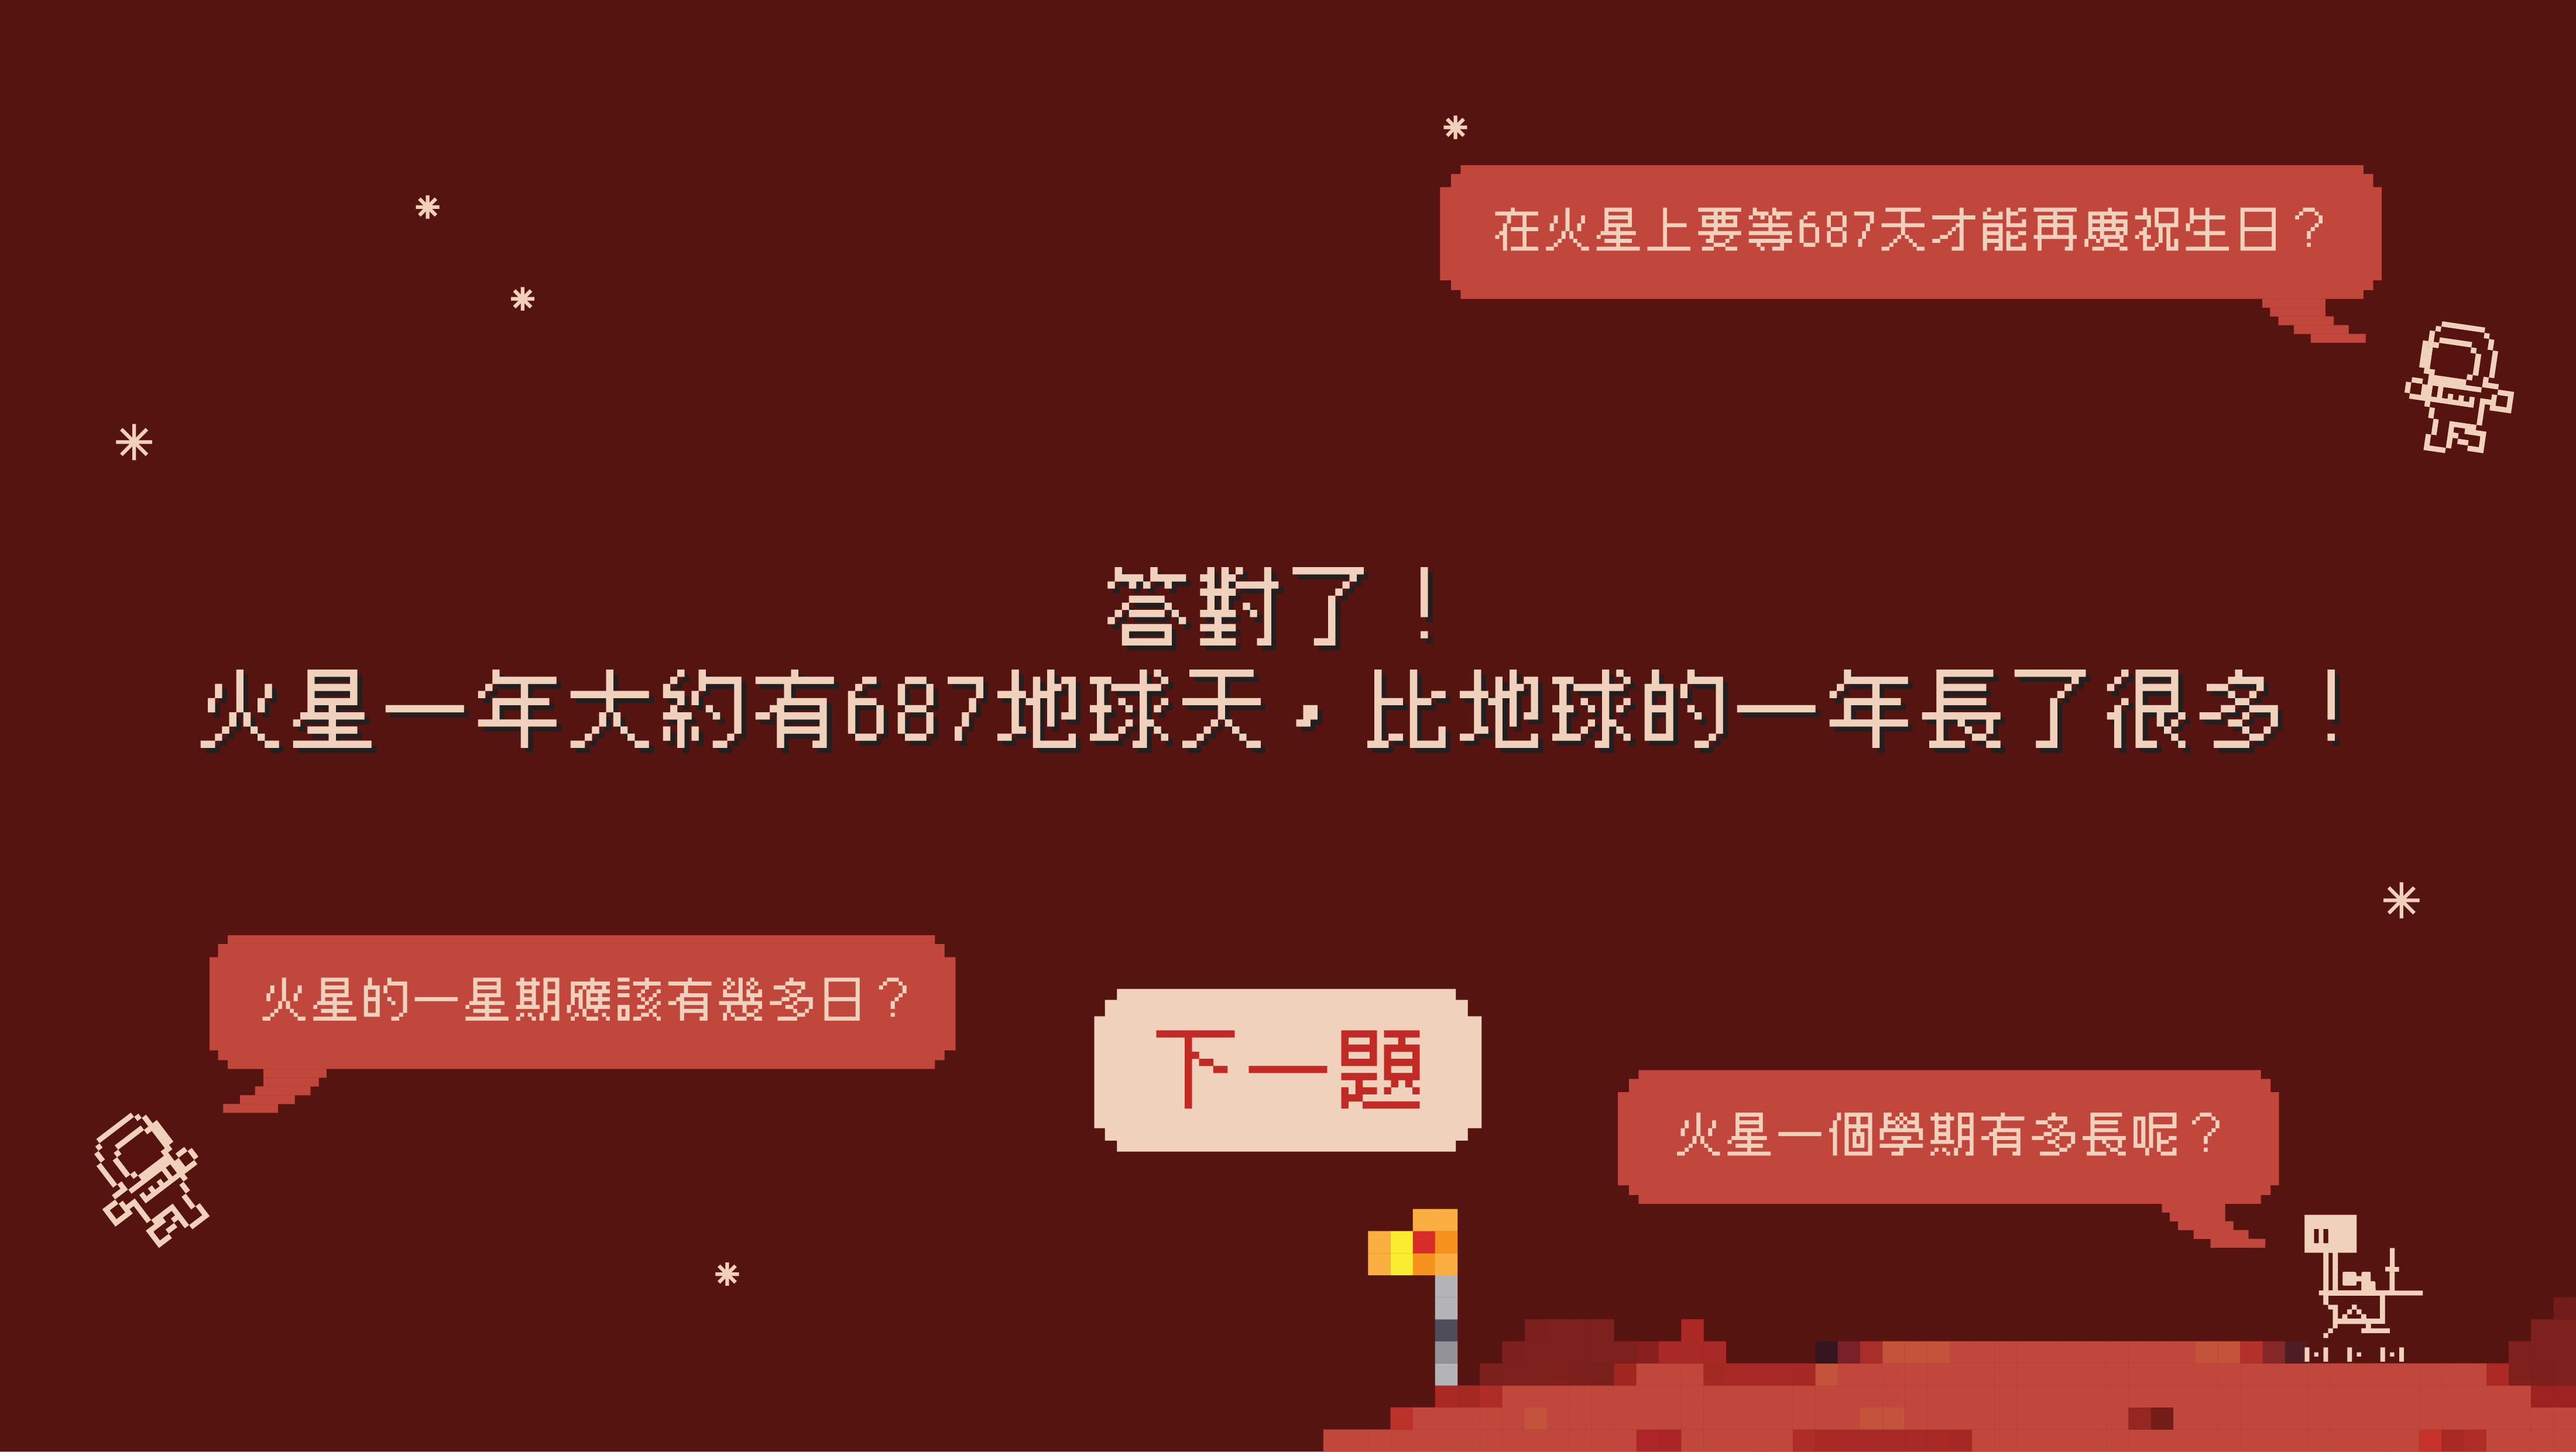 在火星上要等687天才能再慶祝生日？
答對了！
火星一年大約有687地球天，比地球的一年長了很多！
火星的一星期應該有幾多日？
下一題
火星一個學期有多長呢？